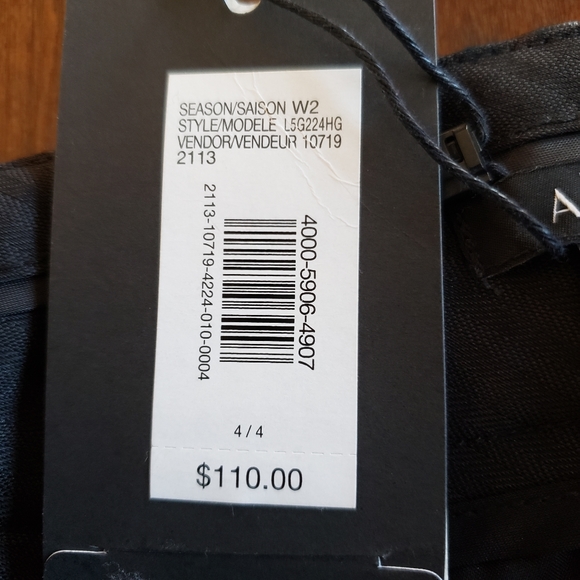 SEASON/SAISON W2
STYLE/MODELE L5G224HG
VENDOR/VENDEUR 10719
2113
4000-5906-4907
2113-10719-4224-010-0004
4 / 4
$110.00
A